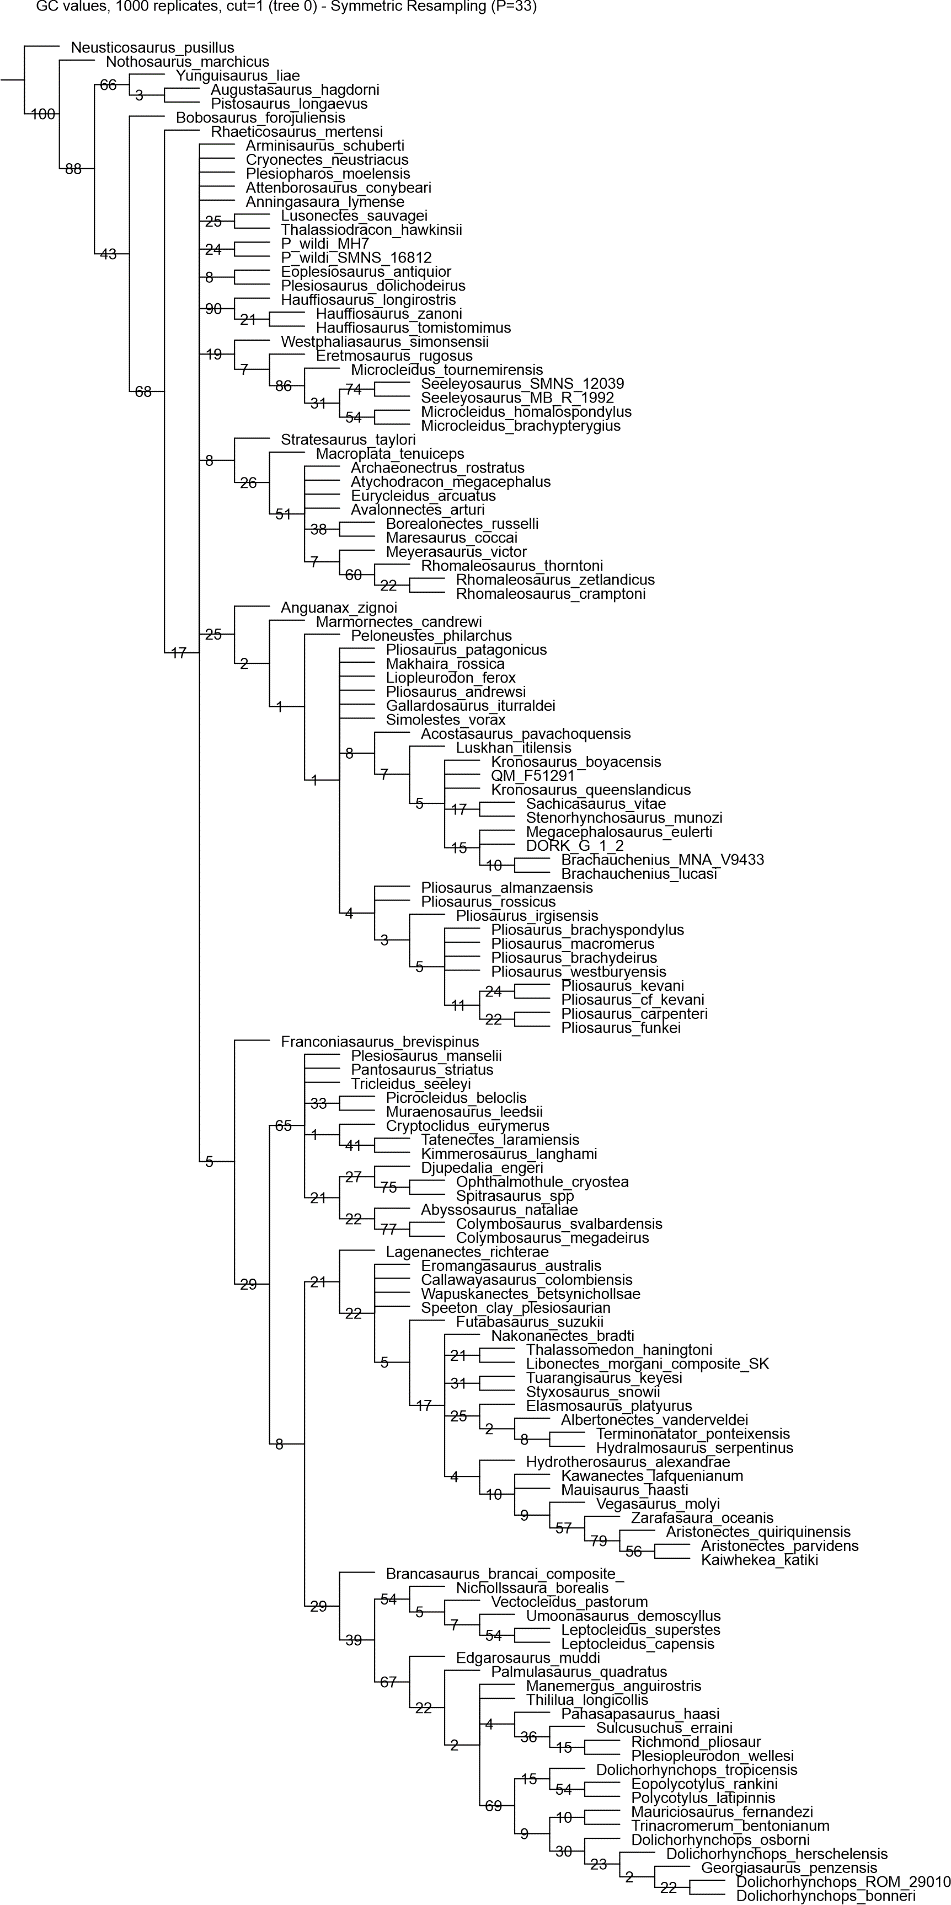 GC values, 1000 replicates, cut=1 (tree 0) - Symmetric Resampling (P=33)
Neusticosaurus_pusillus
Nothosaurus_marchicus
Yunguisaurus_liae
66
Augustasaurus_hagdorni
3
Pistosaurus_longaevus
100
Bobosaurus_forojuliensis
Rhaeticosaurus_mertensi
Arminisaurus_schuberti
Cryonectes_neustriacus
88
Plesiopharos_moelensis
Attenborosaurus_conybeari
Anningasaura_lymense
Lusonectes_sauvagei
25
Thalassiodracon_hawkinsii
P_wildi_MH7
24
43
P_wildi_SMNS_16812
Eoplesiosaurus_antiquior
8
Plesiosaurus_dolichodeirus
Hauffiosaurus_longirostris
90
Hauffiosaurus_zanoni
21
Hauffiosaurus_tomistomimus
Westphaliasaurus_simonsensii
19
Eretmosaurus_rugosus
7
Microcleidus_tournemirensis
86
Seeleyosaurus_SMNS_12039
74
68
Seeleyosaurus_MB_R_1992
31
Microcleidus_homalospondylus
54
Microcleidus_brachypterygius
Stratesaurus_taylori
Macroplata_tenuiceps
8
Archaeonectrus_rostratus
26
Atychodracon_megacephalus
Eurycleidus_arcuatus
Avalonnectes_arturi
51
Borealonectes_russelli
38
Maresaurus_coccai
Meyerasaurus_victor
7
Rhomaleosaurus_thorntoni
60
Rhomaleosaurus_zetlandicus
22
Rhomaleosaurus_cramptoni
Anguanax_zignoi
Marmornectes_candrewi
25
Peloneustes_philarchus
17
Pliosaurus_patagonicus
2
Makhaira_rossica
Liopleurodon_ferox
Pliosaurus_andrewsi
1
Gallardosaurus_iturraldei
Simolestes_vorax
Acostasaurus_pavachoquensis
8
Luskhan_itilensis
Kronosaurus_boyacensis
7
1
QM_F51291
Kronosaurus_queenslandicus
5
Sachicasaurus_vitae
17
Stenorhynchosaurus_munozi
Megacephalosaurus_eulerti
15
DORK_G_1_2
Brachauchenius_MNA_V9433
10
Brachauchenius_lucasi
Pliosaurus_almanzaensis
Pliosaurus_rossicus
4
Pliosaurus_irgisensis
Pliosaurus_brachyspondylus
3
Pliosaurus_macromerus
Pliosaurus_brachydeirus
5
Pliosaurus_westburyensis
Pliosaurus_kevani
24
Pliosaurus_cf_kevani
11
Pliosaurus_carpenteri
22
Pliosaurus_funkei
Franconiasaurus_brevispinus
Plesiosaurus_manselii
Pantosaurus_striatus
Tricleidus_seeleyi
Picrocleidus_beloclis
33
Muraenosaurus_leedsii
65
Cryptoclidus_eurymerus
1
Tatenectes_laramiensis
41
Kimmerosaurus_langhami
5
Djupedalia_engeri
27
Ophthalmothule_cryostea
75
Spitrasaurus_spp
21
Abyssosaurus_nataliae
22
Colymbosaurus_svalbardensis
77
Colymbosaurus_megadeirus
Lagenanectes_richterae
Eromangasaurus_australis
29
21
Callawayasaurus_colombiensis
Wapuskanectes_betsynichollsae
22
Speeton_clay_plesiosaurian
Futabasaurus_suzukii
Nakonanectes_bradti
Thalassomedon_haningtoni
21
5
Libonectes_morgani_composite_SK
Tuarangisaurus_keyesi
31
Styxosaurus_snowii
17
Elasmosaurus_platyurus
25
Albertonectes_vanderveldei
2
Terminonatator_ponteixensis
8
8
Hydralmosaurus_serpentinus
Hydrotherosaurus_alexandrae
4
Kawanectes_lafquenianum
10
Mauisaurus_haasti
Vegasaurus_molyi
9
Zarafasaura_oceanis
57
Aristonectes_quiriquinensis
79
Aristonectes_parvidens
56
Kaiwhekea_katiki
Brancasaurus_brancai_composite_
Nichollssaura_borealis
54
29
Vectocleidus_pastorum
5
Umoonasaurus_demoscyllus
7
Leptocleidus_superstes
39
54
Leptocleidus_capensis
Edgarosaurus_muddi
Palmulasaurus_quadratus
67
Manemergus_anguirostris
Thililua_longicollis
22
Pahasapasaurus_haasi
4
Sulcusuchus_erraini
36
Richmond_pliosaur
2
15
Plesiopleurodon_wellesi
Dolichorhynchops_tropicensis
15
Eopolycotylus_rankini
54
Polycotylus_latipinnis
69
Mauriciosaurus_fernandezi
10
Trinacromerum_bentonianum
9
Dolichorhynchops_osborni
30
Dolichorhynchops_herschelensis
23
Georgiasaurus_penzensis
2
Dolichorhynchops_ROM_29010
22
Dolichorhynchops_bonneri